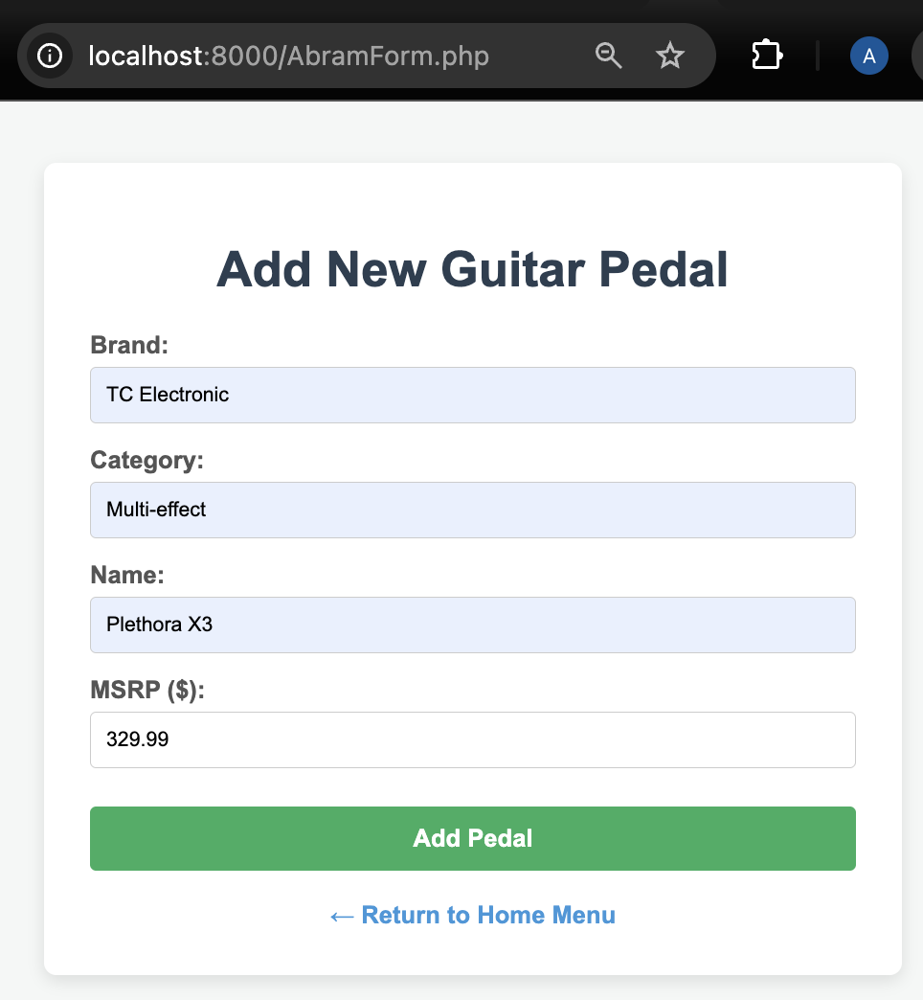 localhost:8000/AbramForm.php
A
Add New Guitar Pedal
Brand:
TC Electronic
Category:
Multi-effect
Name:
Plethora X3
MSRP ($):
329.99
Add Pedal
← Return to Home Menu